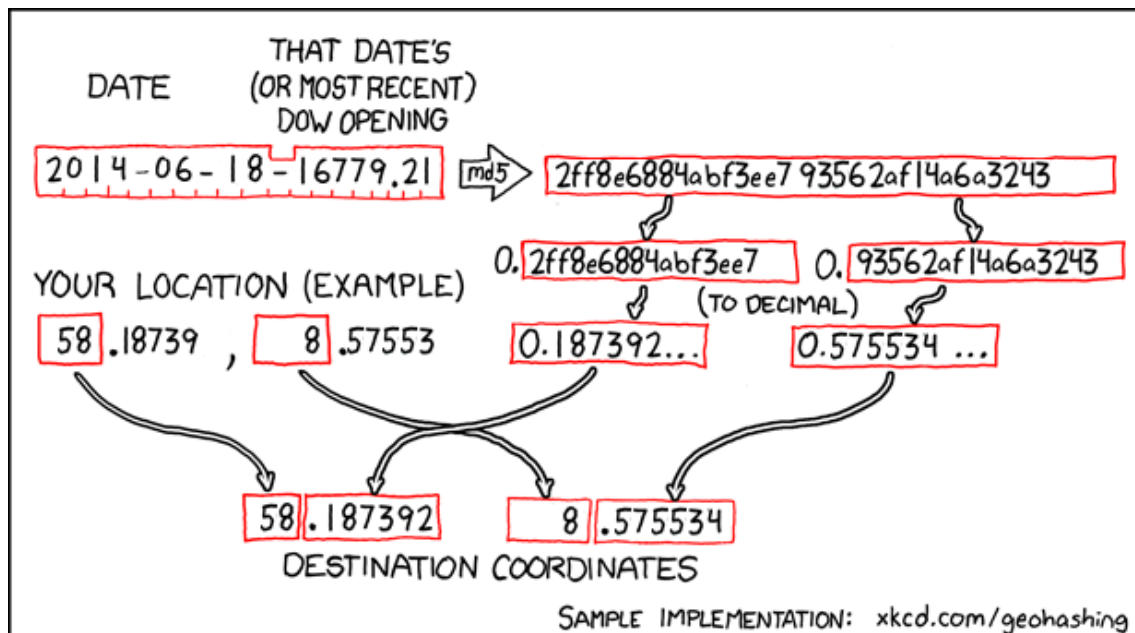 DATE
THAT DATE'S
(OR MOST RECENT)
DOW OPENING
2014-06-18-16779.21
md5
2ff8e6884abf3ee793562af14a6a3243
0.2ff8e6884abf3ee7
0.93562af14a6a3243
YOUR LOCATION (EXAMPLE)
(TO DECIMAL)
58.18739, 8.57553
0.187392...
0.575534...
58.187392
8.575534
DESTINATION COORDINATES
SAMPLE IMPLEMENTATION: xkcd.com/geohashing